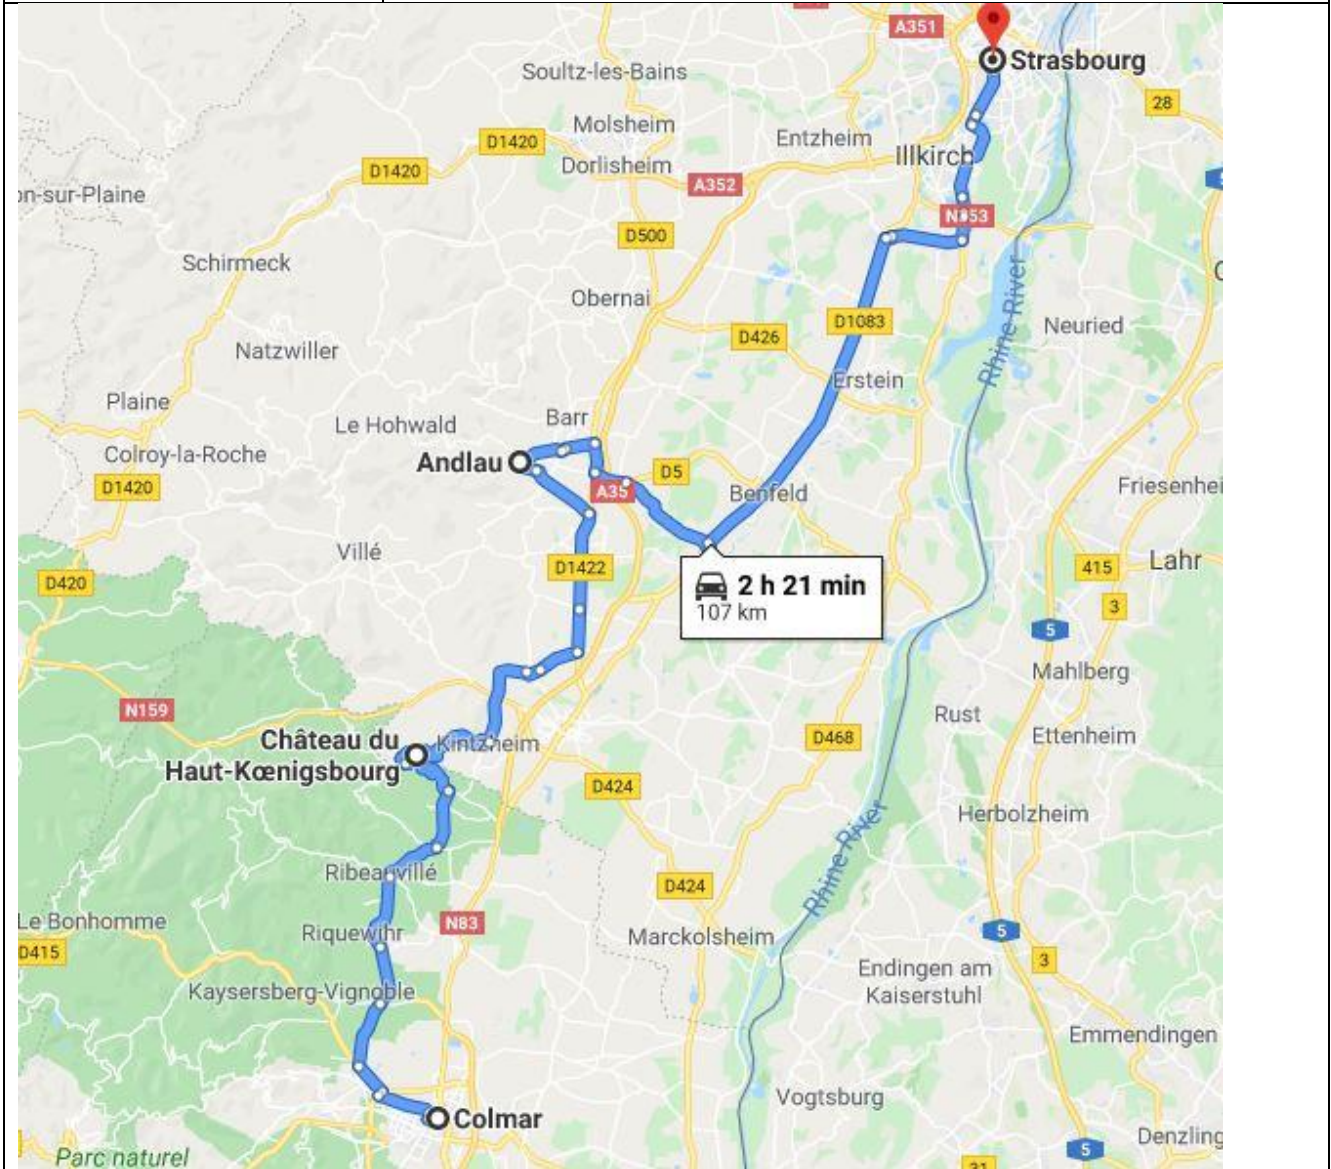 A351
Strasbourg
Soultz-les-Bains
28
Molsheim
D1420
Entzheim
Dorlisheim
Illkirch
D1420
A352
on-sur-Plaine
N353
D500
Schirmeck
Obernai
Rhine River
Neuried
D1083
D426
Natzwiller
Erstein
Plaine
Barr
Le Hohwald
Colroy-la-Roche
Andlau
D5
D1420
A35
Benfeld
Friesenhei
Villé
D1422
Lahr
415
D420
2 h 21 min
107 km
3
5
Mahlberg
N159
Rust
Château du
Haut-Kœnigsbourg
Kintzheim
D468
Ettenheim
D424
Herbolzheim
Rhine River
Ribeauvillé
D424
Le Bonhomme
Riquewihr
N83
Marckolsheim
5
D415
3
Endingen am
Kaiserstuhl
Kaysersberg-Vignoble
Emmendingen
Vogtsburg
Colmar
Denzling
5
Parc naturel
31